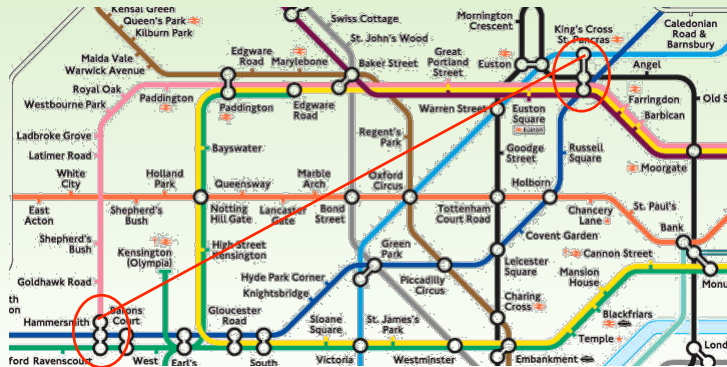 Kensal Green
Queen's Park
Kilburn Park
Maida Vale
Warwick Avenue
Royal Oak
Westbourne Park
Paddington
Edgware
Road
Marylebone
Paddington
Edgware
Road
Swiss Cottage
St. John's Wood
Baker Street
Great
Portland
Street
Mornington
Crescent
Euston
King's Cross
St. Pancras
Caledonian
Road &
Barnsbury
Angel
Old S
Farringdon
Barbican
Moorgate
Warren Street
Euston
Square
Euston
Ladbroke Grove
Latimer Road
White
City
East
Acton
Shepherd's
Bush
Holland
Park
Bayswater
Queensway
Notting
Hill Gate
Lancaster
Gate
Marble
Arch
Bond
Street
Regent's
Park
Oxford
Circus
Goodge
Street
Russell
Square
Tottenham
Court Road
Holborn
Chancery
Lane
St. Paul's
Bank
Shepherd's
Bush
Goldhawk Road
Hammersmith
Kensington
(Olympia)
High Street
Kensington
Hyde Park Corner
Knightsbridge
Green
Park
Piccadilly
Circus
Leicester
Square
Covent Garden
Cannon Street
Mansion
House
Monu
Charing
Cross
Blackfriars
Temple
th
on
Barons
Court
Gloucester
Road
Sloane
Square
St. James's
Park
ford Ravenscourt
West
Earl's
South
Victoria
Westminster
Embankment
Lond